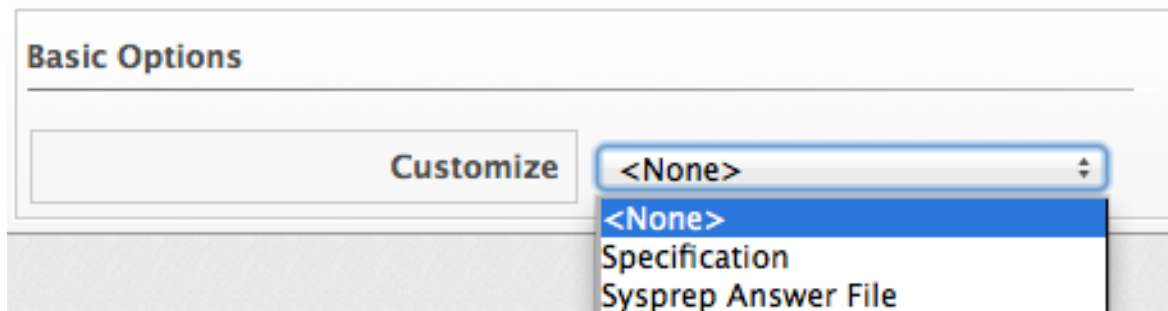 Basic Options
Customize
<None>
<None>
Specification
Sysprep Answer File